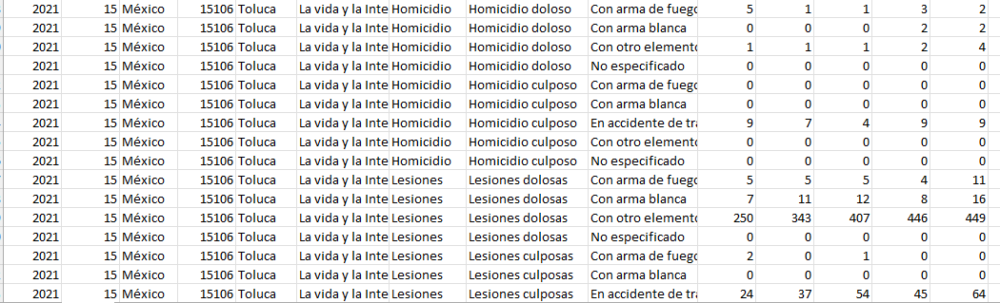 2021 15 México 15106 Toluca La vida y la Inte Homicidio Homicidio doloso Con arma de fuego 5 1 1 3 2
2021 15 México 15106 Toluca La vida y la Inte Homicidio Homicidio doloso Con arma blanca 0 0 0 2 2
2021 15 México 15106 Toluca La vida y la Inte Homicidio Homicidio doloso Con otro elemento 1 1 1 2 4
2021 15 México 15106 Toluca La vida y la Inte Homicidio Homicidio doloso No especificado 0 0 0 0 0
2021 15 México 15106 Toluca La vida y la Inte Homicidio Homicidio culposo Con arma de fuego 0 0 0 0 0
2021 15 México 15106 Toluca La vida y la Inte Homicidio Homicidio culposo Con arma blanca 0 0 0 0 0
2021 15 México 15106 Toluca La vida y la Inte Homicidio Homicidio culposo En accidente de tra 9 7 4 9 9
2021 15 México 15106 Toluca La vida y la Inte Homicidio Homicidio culposo Con otro elemento 0 0 0 0 0
2021 15 México 15106 Toluca La vida y la Inte Homicidio Homicidio culposo No especificado 0 0 0 0 0
2021 15 México 15106 Toluca La vida y la Inte Lesiones Lesiones dolosas Con arma de fuego 5 5 5 4 11
2021 15 México 15106 Toluca La vida y la Inte Lesiones Lesiones dolosas Con arma blanca 7 11 12 8 16
2021 15 México 15106 Toluca La vida y la Inte Lesiones Lesiones dolosas Con otro elemento 250 343 407 446 449
2021 15 México 15106 Toluca La vida y la Inte Lesiones Lesiones dolosas No especificado 0 0 0 0 0
2021 15 México 15106 Toluca La vida y la Inte Lesiones Lesiones culposas Con arma de fuego 2 0 1 0 0
2021 15 México 15106 Toluca La vida y la Inte Lesiones Lesiones culposas Con arma blanca 0 0 0 0 0
2021 15 México 15106 Toluca La vida y la Inte Lesiones Lesiones culposas En accidente de tra 24 37 54 45 64